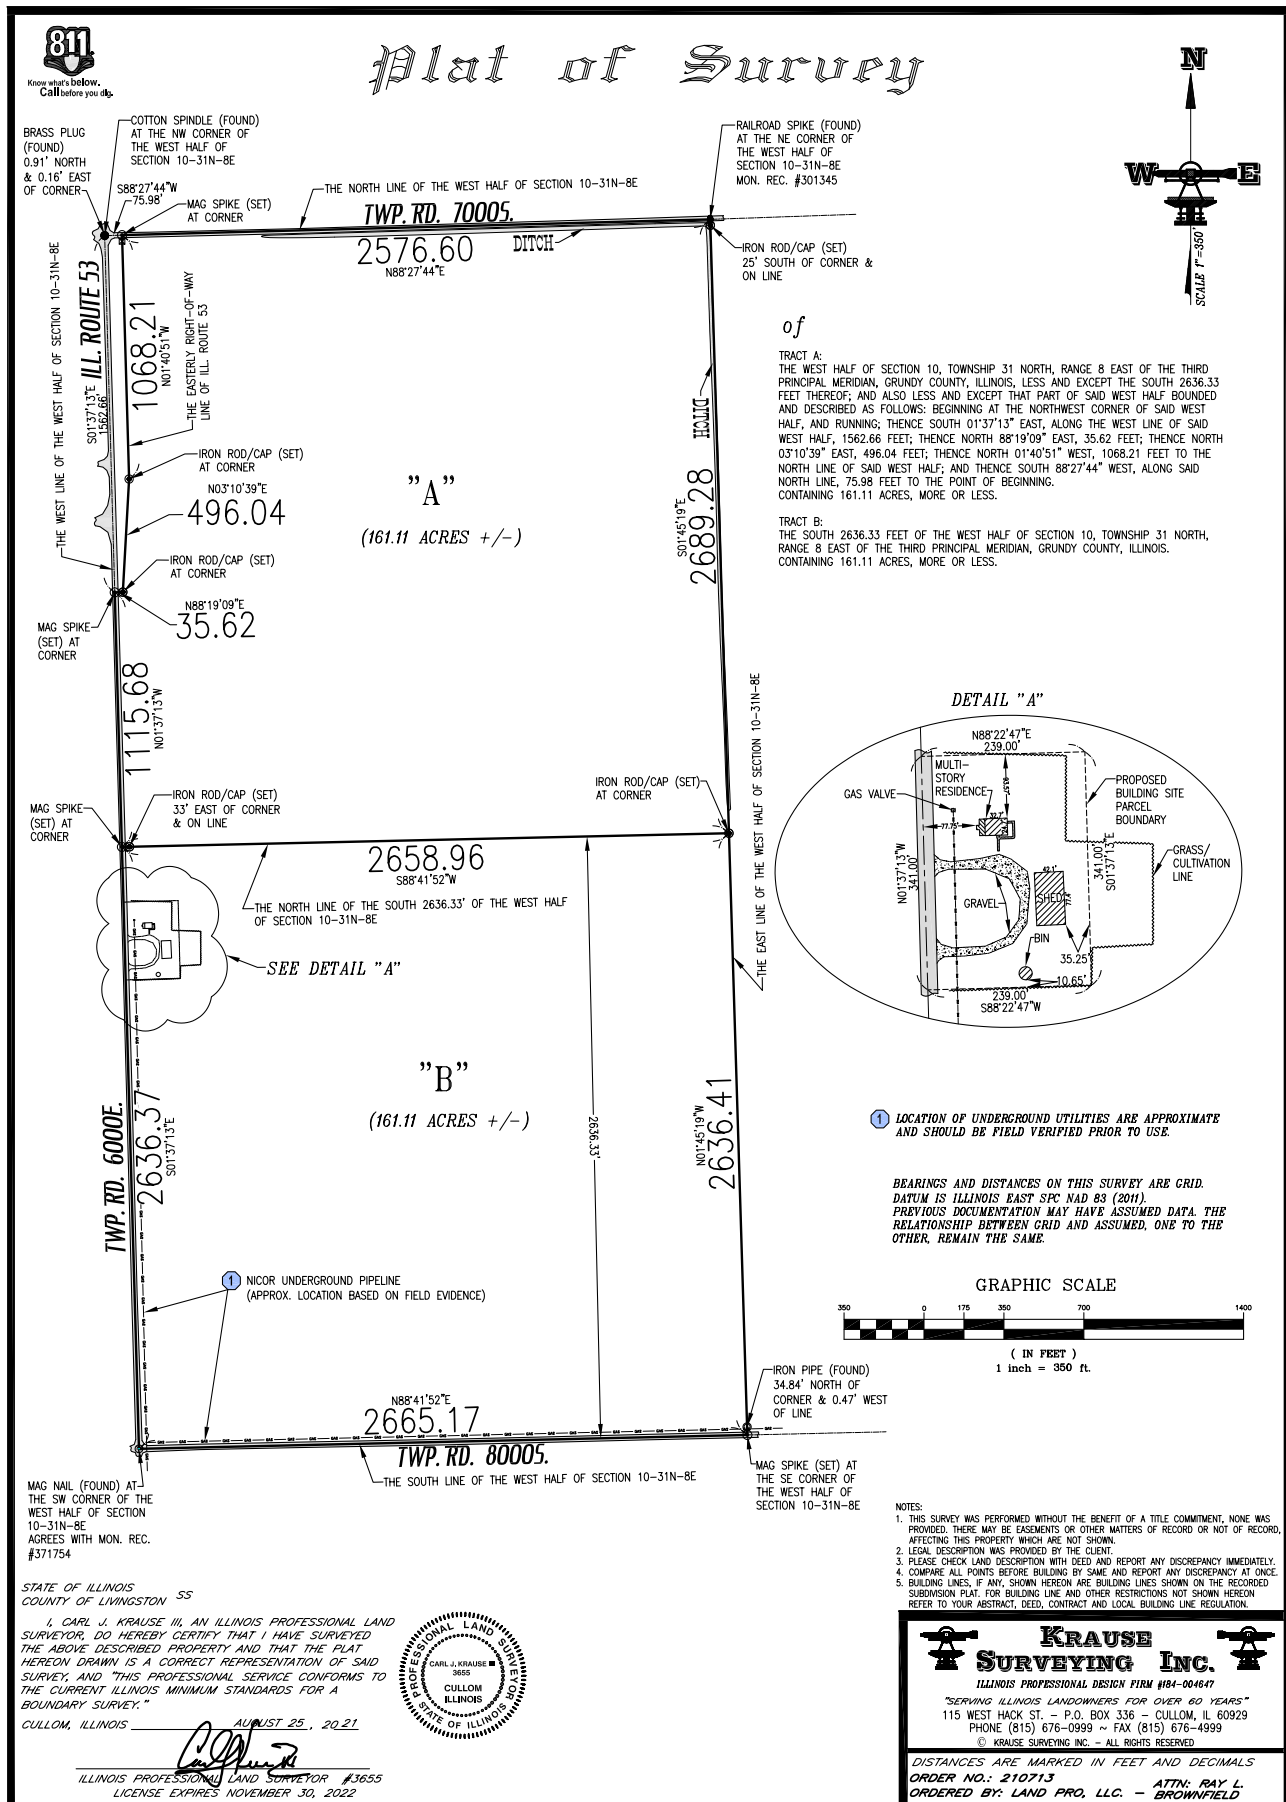 811
Know what's below.
Call before you dig.
Plat of Survey
N
W E
SCALE 1"=350'
BRASS PLUG
(FOUND)
0.91' NORTH
& 0.16' EAST
OF CORNER
COTTON SPINDLE (FOUND)
AT THE NW CORNER OF
THE WEST HALF OF
SECTION 10-31N-8E
S88°27'44"W
75.98'
MAG SPIKE (SET)
AT CORNER
THE NORTH LINE OF THE WEST HALF OF SECTION 10-31N-8E
TWP. RD. 7000S.
2576.60
N88°27'44"E
DITCH
RAILROAD SPIKE (FOUND)
AT THE NE CORNER OF
THE WEST HALF OF
SECTION 10-31N-8E
MON. REC. #301345
IRON ROD/CAP (SET)
25' SOUTH OF CORNER &
ON LINE
THE WEST LINE OF THE WEST HALF OF SECTION 10-31N-8E
S01°37'13"E
1562.66'
ILL. ROUTE 53
1068.21
N01°40'51"W
THE EASTERLY RIGHT-OF-WAY
LINE OF ILL. ROUTE 53
IRON ROD/CAP (SET)
AT CORNER
N03°10'39"E
496.04
IRON ROD/CAP (SET)
AT CORNER
N88°19'09"E
35.62
MAG SPIKE
(SET) AT
CORNER
"A"
(161.11 ACRES +/-)
DITCH
S01°45'19"E
2689.28
1115.68
N01°37'13"W
MAG SPIKE
(SET) AT
CORNER
IRON ROD/CAP (SET)
33' EAST OF CORNER
& ON LINE
IRON ROD/CAP (SET)
AT CORNER
2658.96
S88°41'52"W
THE NORTH LINE OF THE SOUTH 2636.33' OF THE WEST HALF
OF SECTION 10-31N-8E
THE EAST LINE OF THE WEST HALF OF SECTION 10-31N-8E
SEE DETAIL "A"
"B"
(161.11 ACRES +/-)
TWP. RD. 6000E.
2636.37
S01°37'13"E
2636.33'
N01°45'19"W
2636.41
1 NICOR UNDERGROUND PIPELINE
(APPROX. LOCATION BASED ON FIELD EVIDENCE)
N88°41'52"E
2665.17
TWP. RD. 8000S.
THE SOUTH LINE OF THE WEST HALF OF SECTION 10-31N-8E
IRON PIPE (FOUND)
34.84' NORTH OF
CORNER & 0.47' WEST
OF LINE
MAG SPIKE (SET) AT
THE SE CORNER OF
THE WEST HALF OF
SECTION 10-31N-8E
MAG NAIL (FOUND) AT
THE SW CORNER OF THE
WEST HALF OF SECTION
10-31N-8E
AGREES WITH MON. REC.
#371754
of
TRACT A:
THE WEST HALF OF SECTION 10, TOWNSHIP 31 NORTH, RANGE 8 EAST OF THE THIRD
PRINCIPAL MERIDIAN, GRUNDY COUNTY, ILLINOIS, LESS AND EXCEPT THE SOUTH 2636.33
FEET THEREOF; AND ALSO LESS AND EXCEPT THAT PART OF SAID WEST HALF BOUNDED
AND DESCRIBED AS FOLLOWS: BEGINNING AT THE NORTHWEST CORNER OF SAID WEST
HALF, AND RUNNING; THENCE SOUTH 01°37'13" EAST, ALONG THE WEST LINE OF SAID
WEST HALF, 1562.66 FEET; THENCE NORTH 88°19'09" EAST, 35.62 FEET; THENCE NORTH
03°10'39" EAST, 496.04 FEET; THENCE NORTH 01°40'51" WEST, 1068.21 FEET TO THE
NORTH LINE OF SAID WEST HALF; AND THENCE SOUTH 88°27'44" WEST, ALONG SAID
NORTH LINE, 75.98 FEET TO THE POINT OF BEGINNING.
CONTAINING 161.11 ACRES, MORE OR LESS.
TRACT B:
THE SOUTH 2636.33 FEET OF THE WEST HALF OF SECTION 10, TOWNSHIP 31 NORTH,
RANGE 8 EAST OF THE THIRD PRINCIPAL MERIDIAN, GRUNDY COUNTY, ILLINOIS.
CONTAINING 161.11 ACRES, MORE OR LESS.
DETAIL "A"
N88°22'47"E
239.00'
MULTI-
STORY
RESIDENCE
GAS VALVE
77.75'
32.7'
PROPOSED
BUILDING SITE
PARCEL
BOUNDARY
N01°37'13"W
341.00'
GRAVEL
42.1'
SHED
77.4'
341.00'
S01°37'13"E
GRASS/
CULTIVATION
LINE
BIN
35.25'
10.65'
239.00'
S88°22'47"W
1 LOCATION OF UNDERGROUND UTILITIES ARE APPROXIMATE
AND SHOULD BE FIELD VERIFIED PRIOR TO USE.
BEARINGS AND DISTANCES ON THIS SURVEY ARE GRID.
DATUM IS ILLINOIS EAST SPC NAD 83 (2011).
PREVIOUS DOCUMENTATION MAY HAVE ASSUMED DATA. THE
RELATIONSHIP BETWEEN GRID AND ASSUMED, ONE TO THE
OTHER, REMAIN THE SAME.
GRAPHIC SCALE
350 0 175 350 700 1400
( IN FEET )
1 inch = 350 ft.
NOTES:
1. THIS SURVEY WAS PERFORMED WITHOUT THE BENEFIT OF A TITLE COMMITMENT, NONE WAS
PROVIDED. THERE MAY BE EASEMENTS OR OTHER MATTERS OF RECORD OR NOT OF RECORD,
AFFECTING THIS PROPERTY WHICH ARE NOT SHOWN.
2. LEGAL DESCRIPTION WAS PROVIDED BY THE CLIENT.
3. PLEASE CHECK LAND DESCRIPTION WITH DEED AND REPORT ANY DISCREPANCY IMMEDIATELY.
4. COMPARE ALL POINTS BEFORE BUILDING BY SAME AND REPORT ANY DISCREPANCY AT ONCE.
5. BUILDING LINES, IF ANY, SHOWN HEREON ARE BUILDING LINES SHOWN ON THE RECORDED
SUBDIVISION PLAT. FOR BUILDING LINE AND OTHER RESTRICTIONS NOT SHOWN HEREON
REFER TO YOUR ABSTRACT, DEED, CONTRACT AND LOCAL BUILDING LINE REGULATION.
STATE OF ILLINOIS
COUNTY OF LIVINGSTON SS
I, CARL J. KRAUSE III, AN ILLINOIS PROFESSIONAL LAND
SURVEYOR, DO HEREBY CERTIFY THAT I HAVE SURVEYED
THE ABOVE DESCRIBED PROPERTY AND THAT THE PLAT
HEREON DRAWN IS A CORRECT REPRESENTATION OF SAID
SURVEY, AND "THIS PROFESSIONAL SERVICE CONFORMS TO
THE CURRENT ILLINOIS MINIMUM STANDARDS FOR A
BOUNDARY SURVEY."
CULLOM, ILLINOIS AUGUST 25, 2021
ILLINOIS PROFESSIONAL LAND SURVEYOR #3655
LICENSE EXPIRES NOVEMBER 30, 2022
PROFESSIONAL LAND SURVEYOR
CARL J. KRAUSE III
3655
CULLOM
ILLINOIS
STATE OF ILLINOIS
KRAUSE
SURVEYING INC.
ILLINOIS PROFESSIONAL DESIGN FIRM #184-004647
"SERVING ILLINOIS LANDOWNERS FOR OVER 60 YEARS"
115 WEST HACK ST. - P.O. BOX 336 - CULLOM, IL 60929
PHONE (815) 676-0999 ~ FAX (815) 676-4999
© KRAUSE SURVEYING INC. - ALL RIGHTS RESERVED
DISTANCES ARE MARKED IN FEET AND DECIMALS
ORDER NO.: 210713
ORDERED BY: LAND PRO, LLC. - ATTN: RAY L. BROWNFIELD